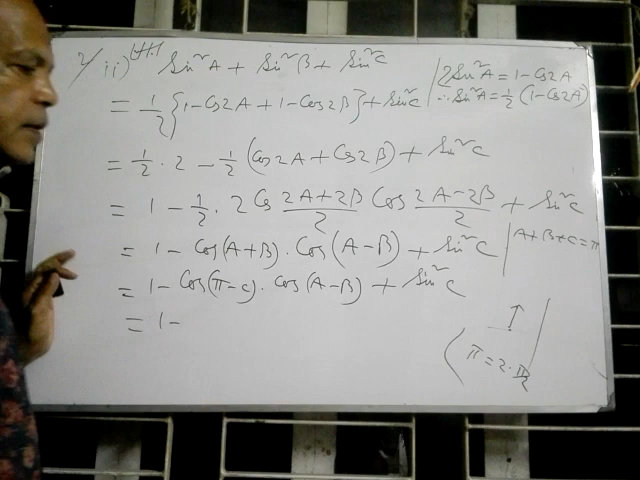 2/ ii) L.H.S Sin²A + Sin²B + Sin²C
= 1/2 {1-Cos2A + 1-Cos2B} + Sin²C
2Sin²A = 1-Cos2A
∴ Sin²A = 1/2 (1-Cos2A)
= 1/2 · 2 - 1/2 (Cos2A + Cos2B) + Sin²C
= 1 - 1/2 · 2 Cos (2A+2B)/2 Cos (2A-2B)/2 + Sin²C
= 1 - Cos(A+B) · Cos(A-B) + Sin²C
A+B+C = π
= 1 - Cos(π-C) · Cos(A-B) + Sin²C
= 1 -
(π = 2 · π/2